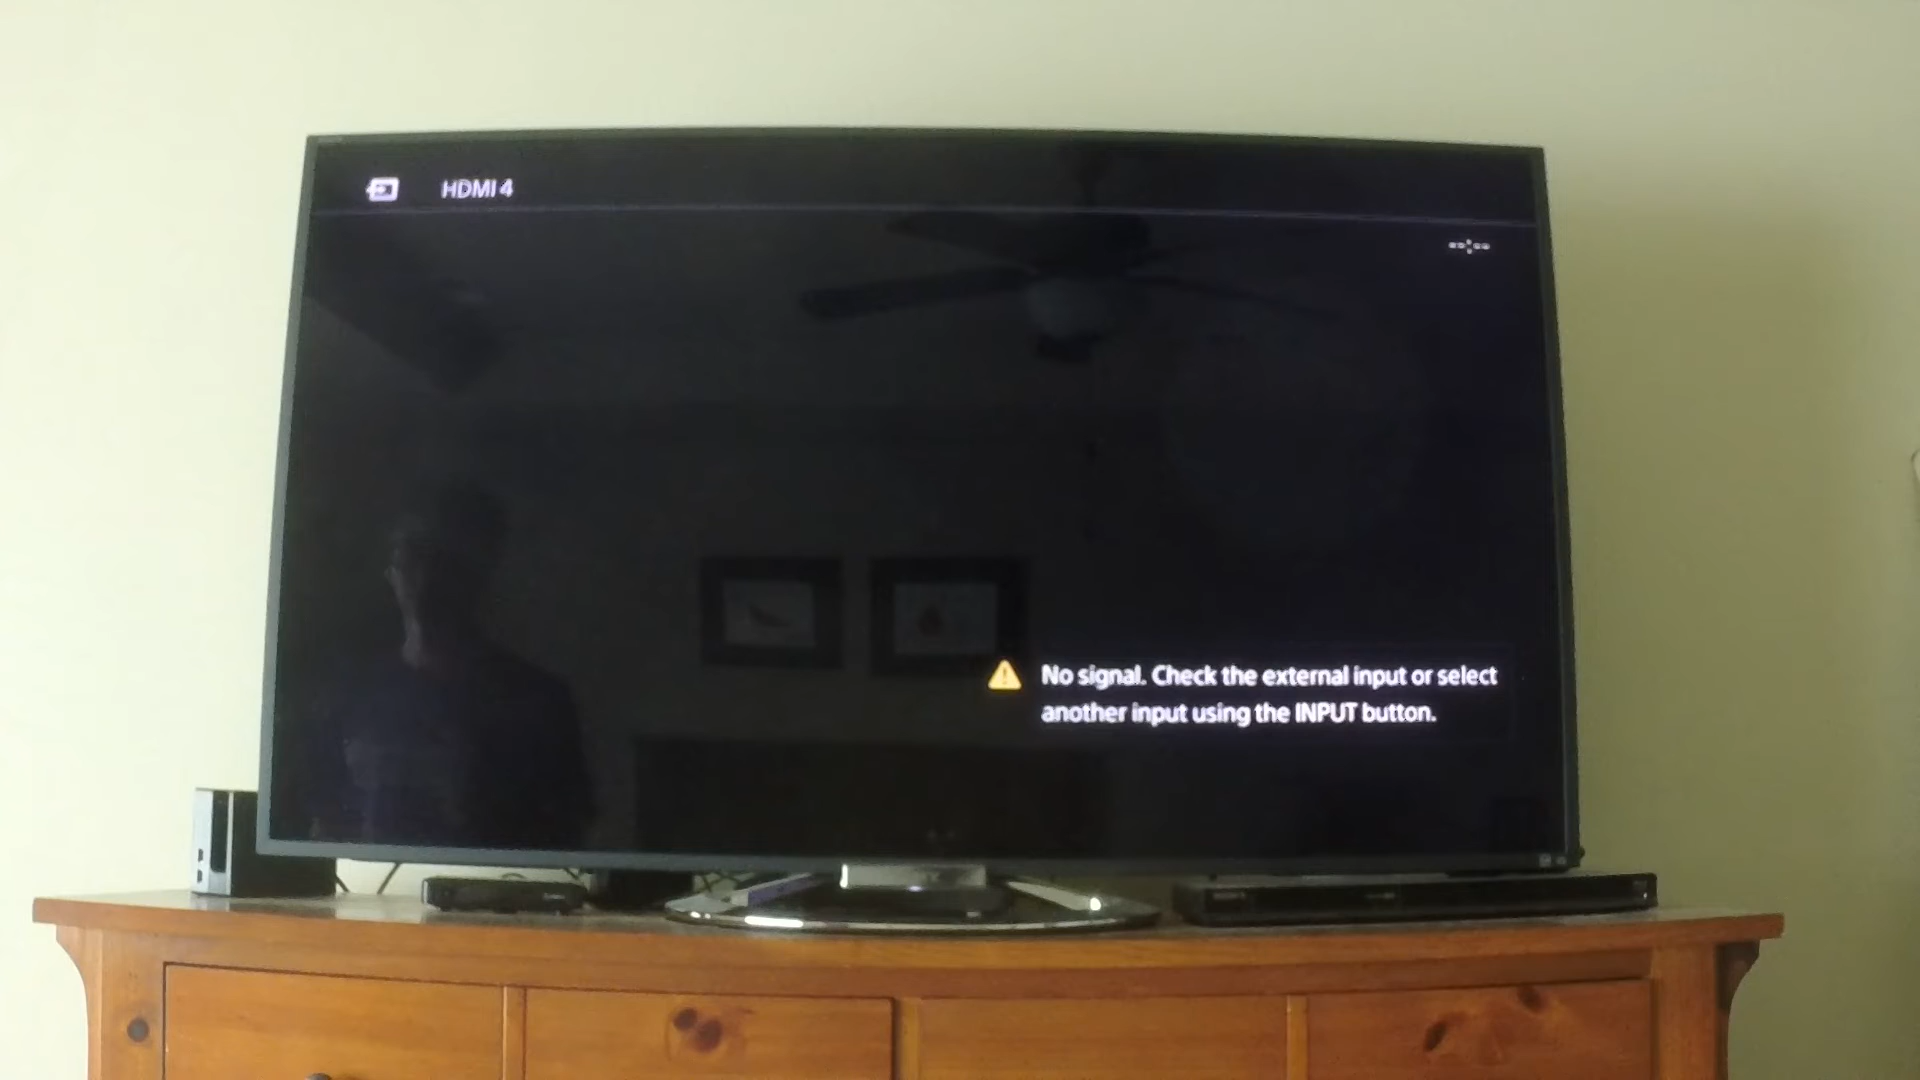 HDMI 4
No signal. Check the external input or select
another input using the INPUT button.